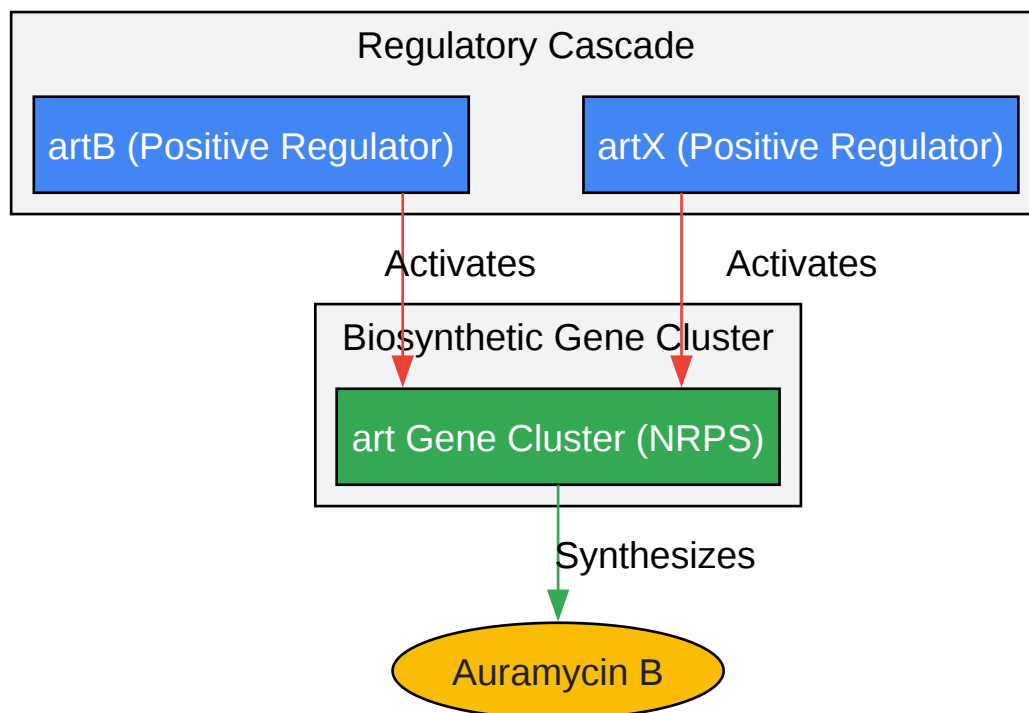 Regulatory Cascade
artB (Positive Regulator)
artX (Positive Regulator)
Activates
Activates
Biosynthetic Gene Cluster
art Gene Cluster (NRPS)
Synthesizes
Auramycin B